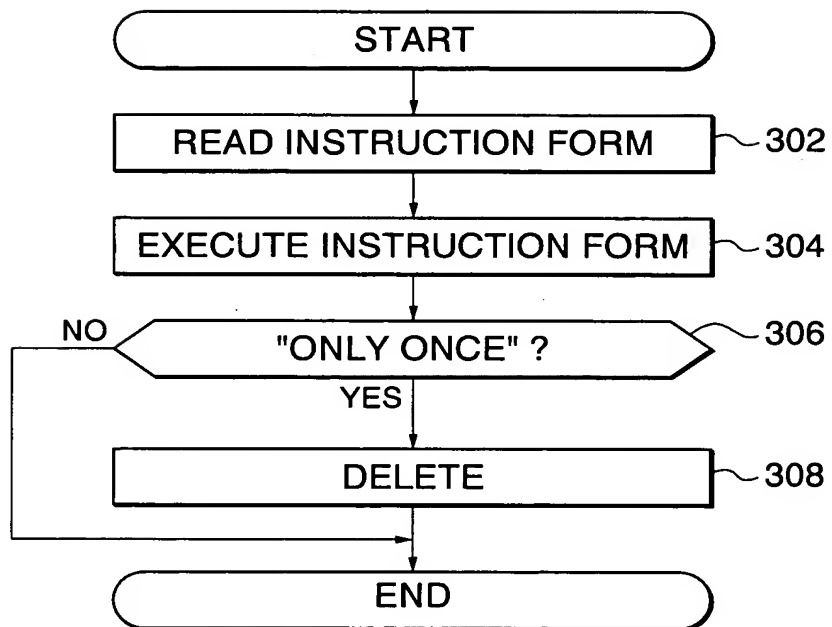 START
READ INSTRUCTION FORM
302
EXECUTE INSTRUCTION FORM
304
NO
"ONLY ONCE" ?
306
YES
DELETE
308
END